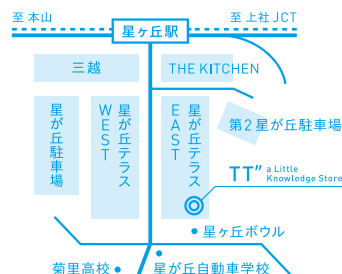 至 本山
至 上社 JCT
星ヶ丘駅
三越
THE KITCHEN
星が丘駐車場
星が丘テラス
WEST
星が丘テラス
EAST
第2星が丘駐車場
TT” a Little
Knowledge Store
星ヶ丘ボウル
菊里高校
星が丘自動車学校